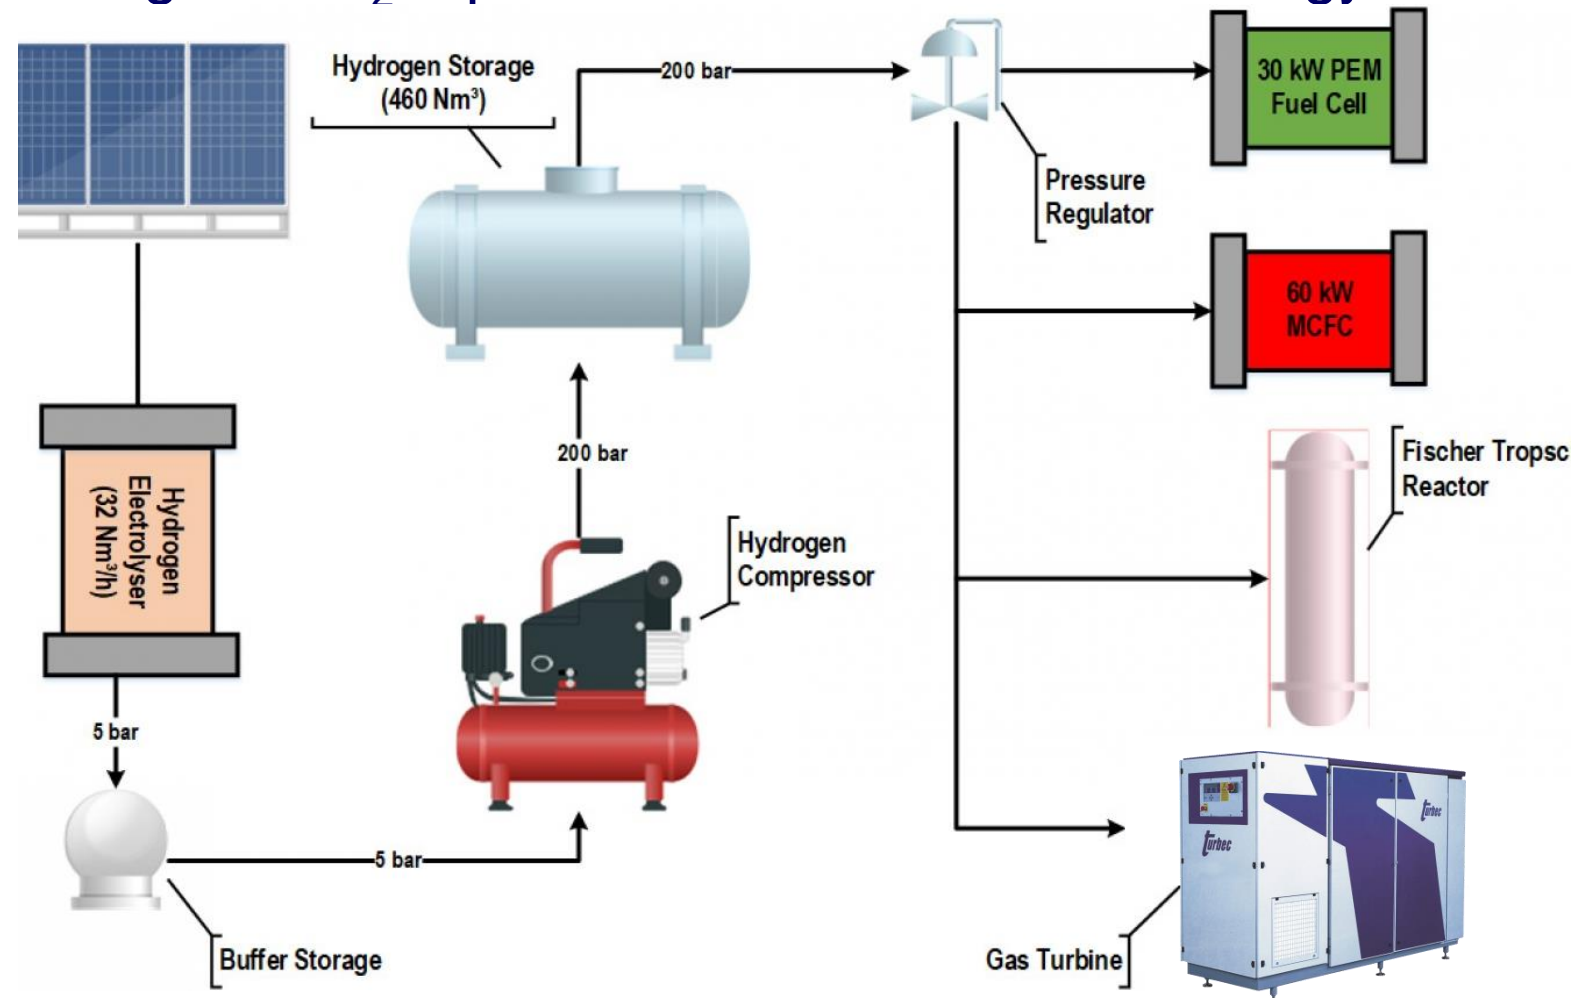 Hydrogen Storage
(460 Nm³)
200 bar
30 kW PEM
Fuel Cell
Pressure
Regulator
60 kW
MCFC
200 bar
Fischer Tropsc
Reactor
Hydrogen
Electrolyser
(32 Nm³/h)
Hydrogen
Compressor
5 bar
5 bar
Turbec
Turbec
Buffer Storage
Gas Turbine